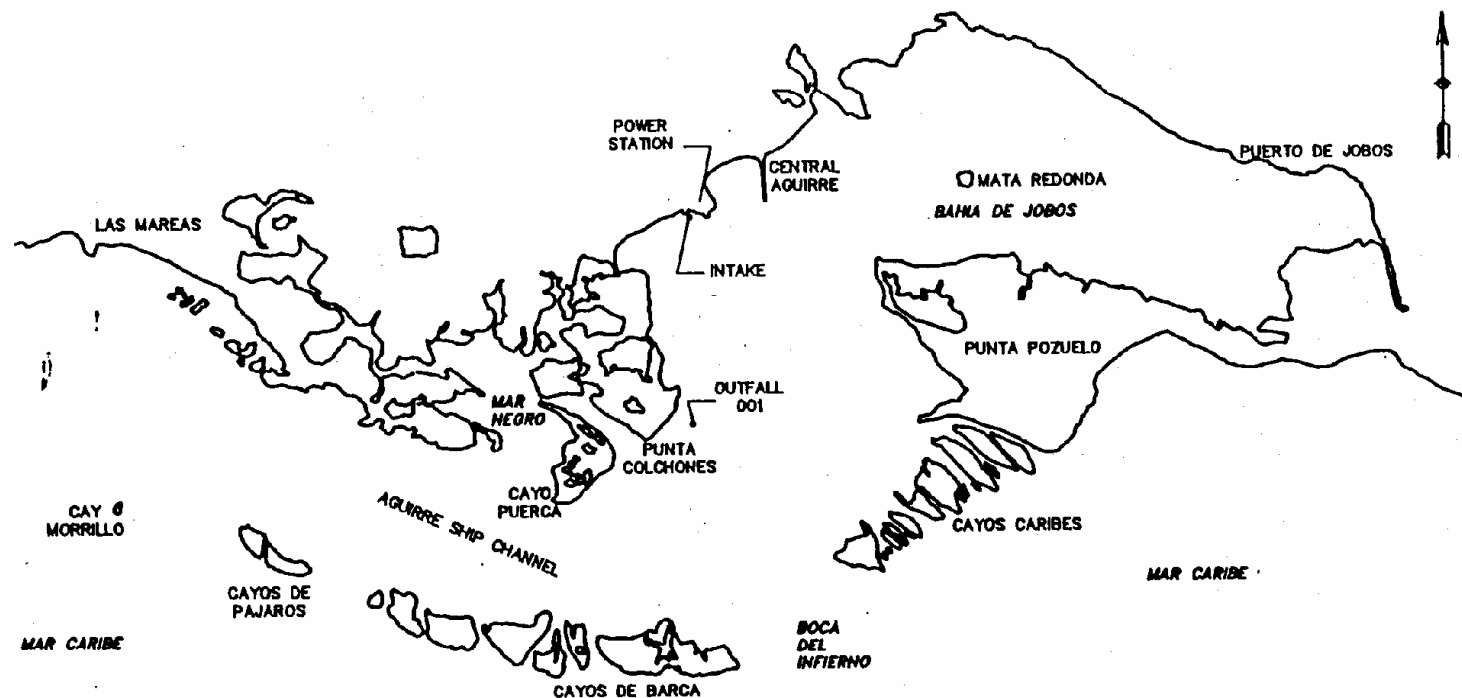 POWER
STATION
CENTRAL
AGUIRRE
PUERTO DE JOBOS
MATA REDONDA
BAHIA DE JOBOS
LAS MAREAS
INTAKE
PUNTA POZUELO
OUTFALL
001
MAR
NEGRO
PUNTA
COLCHONES
CAYO
PUERCA
AGUIRRE SHIP CHANNEL
CAY
MORRILLO
CAYOS CARIBES
CAYOS DE
PAJAROS
MAR CARIBE
MAR CARIBE
BOCA
DEL
INFIERNO
CAYOS DE BARCA